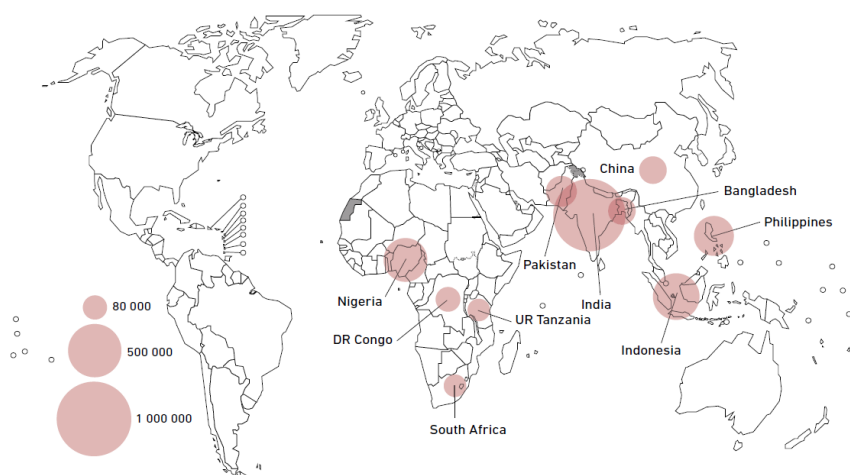 China
Bangladesh
Philippines
Pakistan
Nigeria
India
80 000
UR Tanzania
DR Congo
500 000
Indonesia
1 000 000
South Africa